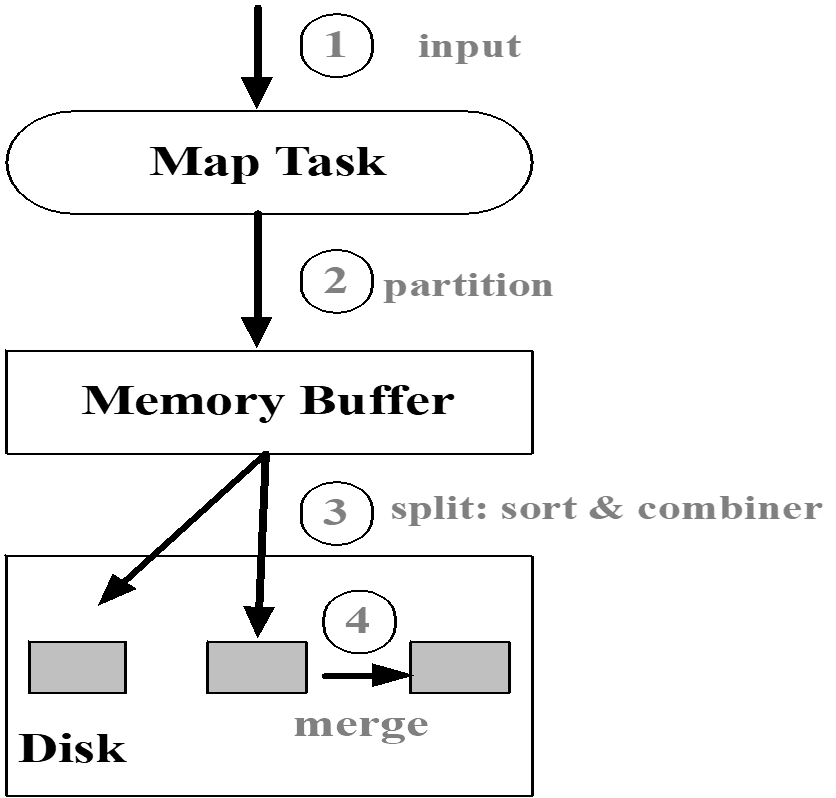 1 input
Map Task
2 partition
Memory Buffer
3 split: sort & combiner
4
merge
Disk